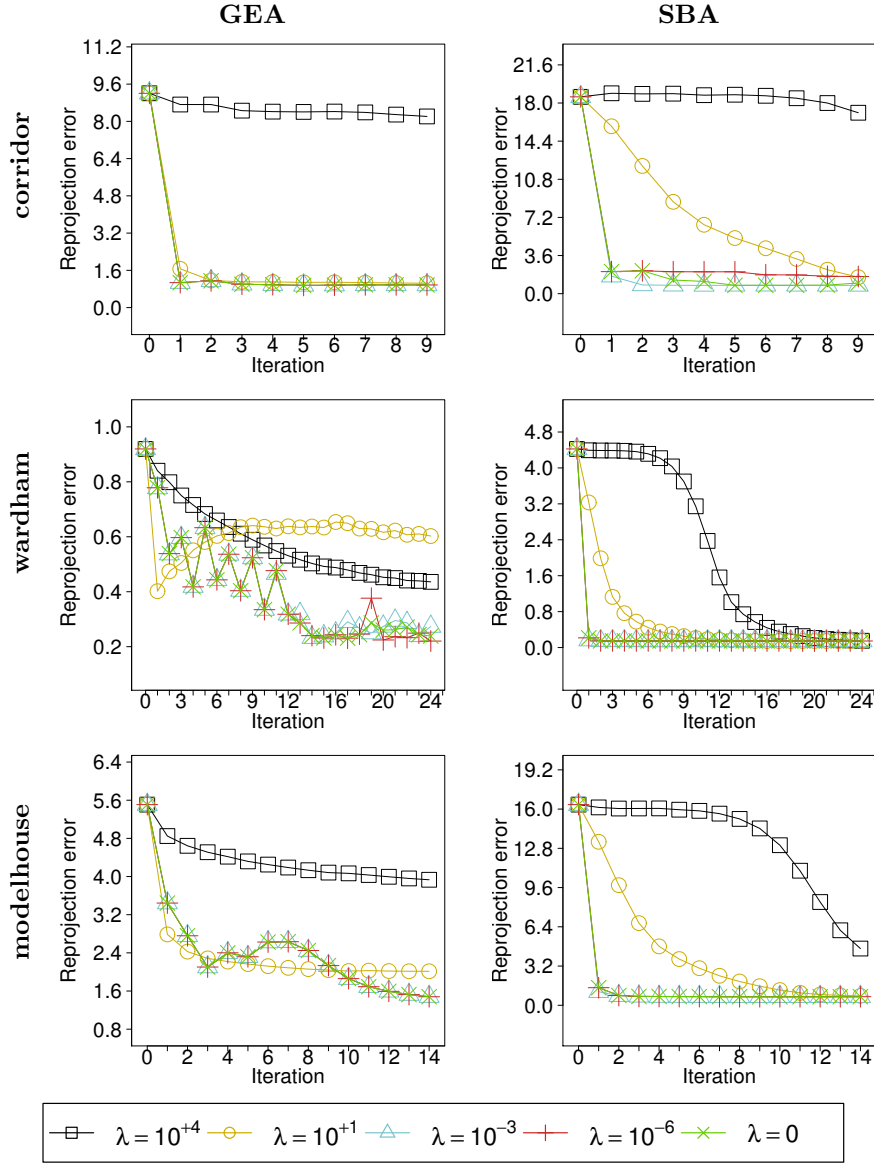 GEA SBA
corridor
Reprojection error
11.2
9.6
8.0
6.4
4.8
3.2
1.6
0.0
0 1 2 3 4 5 6 7 8 9
Iteration
Reprojection error
21.6
18.0
14.4
10.8
7.2
3.6
0.0
0 1 2 3 4 5 6 7 8 9
Iteration
wardham
Reprojection error
1.0
0.8
0.6
0.4
0.2
0 3 6 9 12 16 20 24
Iteration
Reprojection error
4.8
4.0
3.2
2.4
1.6
0.8
0.0
0 3 6 9 12 16 20 24
Iteration
modelhouse
Reprojection error
6.4
5.6
4.8
4.0
3.2
2.4
1.6
0.8
0 2 4 6 8 10 12 14
Iteration
Reprojection error
19.2
16.0
12.8
9.6
6.4
3.2
0.0
0 2 4 6 8 10 12 14
Iteration
λ = 10⁺⁴ λ = 10⁺¹ λ = 10⁻³ λ = 10⁻⁶ λ = 0